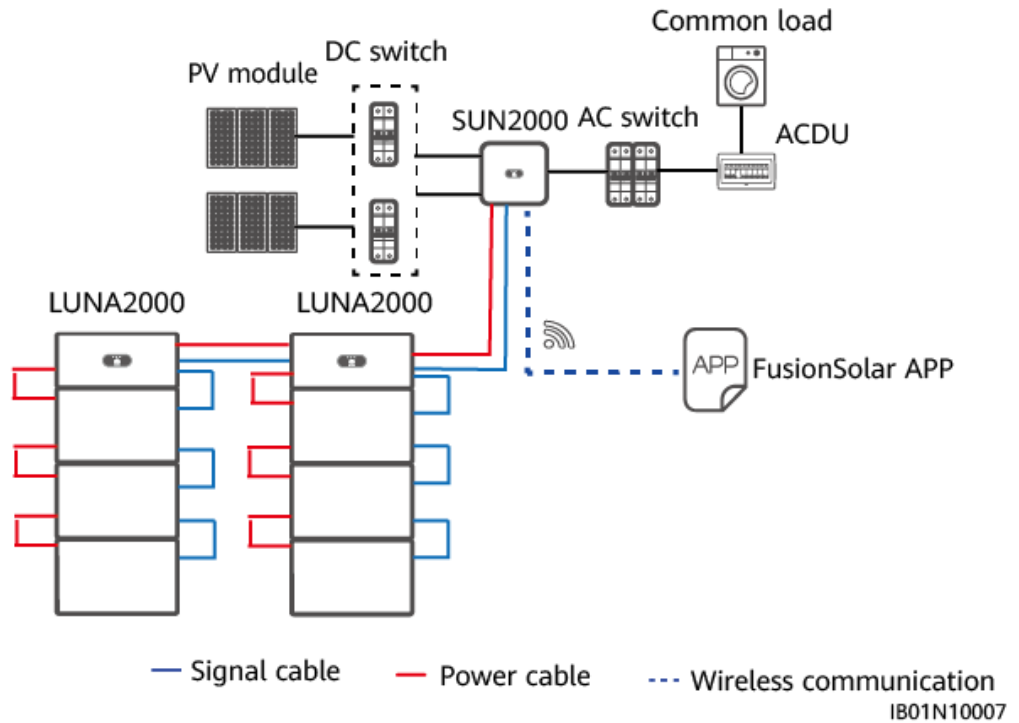 Common load
DC switch
PV module
SUN2000
AC switch
ACDU
LUNA2000
LUNA2000
APP
FusionSolar APP
Signal cable
Power cable
Wireless communication
IB01N10007